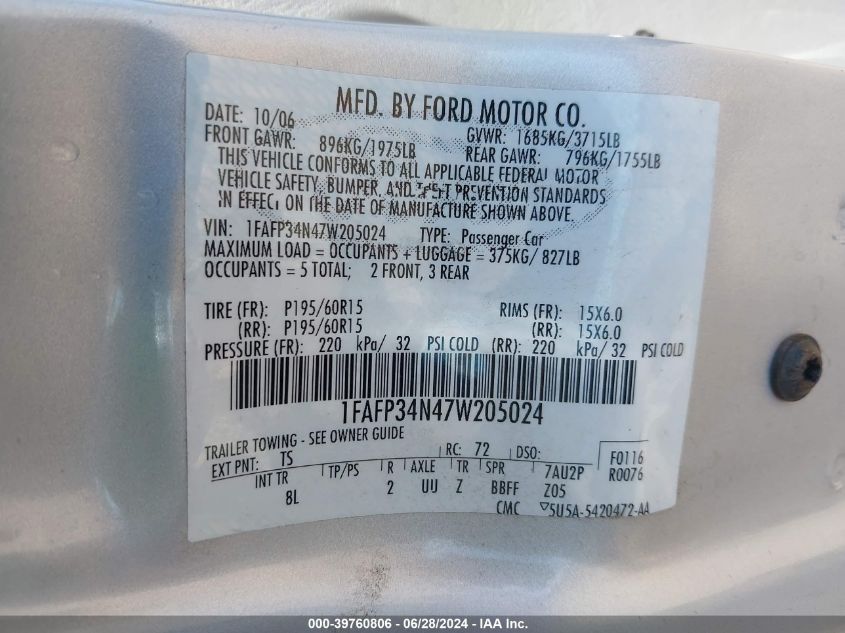 MFD. BY FORD MOTOR CO.
DATE: 10/06 GVWR: 1685KG/3715LB
FRONT GAWR: 896KG/1975LB REAR GAWR: 796KG/1755LB
THIS VEHICLE CONFORMS TO ALL APPLICABLE FEDERAL MOTOR
VEHICLE SAFETY, BUMPER, AND THEFT PREVENTION STANDARDS
IN EFFECT ON THE DATE OF MANUFACTURE SHOWN ABOVE.
VIN: 1FAFP34N47W205024 TYPE: Passenger Car
MAXIMUM LOAD = OCCUPANTS + LUGGAGE = 375KG/ 827LB
OCCUPANTS = 5 TOTAL; 2 FRONT, 3 REAR
TIRE (FR): P195/60R15 RIMS (FR): 15X6.0
(RR): P195/60R15 (RR): 15X6.0
PRESSURE (FR): 220 kPa/ 32 PSI COLD (RR): 220 kPa/ 32 PSI COLD
1FAFP34N47W205024
TRAILER TOWING - SEE OWNER GUIDE
EXT PNT: TS RC: 72 DSO: F0116
INT TR TP/PS R AXLE TR SPR 7AU2P R0076
8L 2 UU Z BBFF Z05
CMC ▽5U5A-5420472-AA
000-39760806 - 06/28/2024 - IAA Inc.